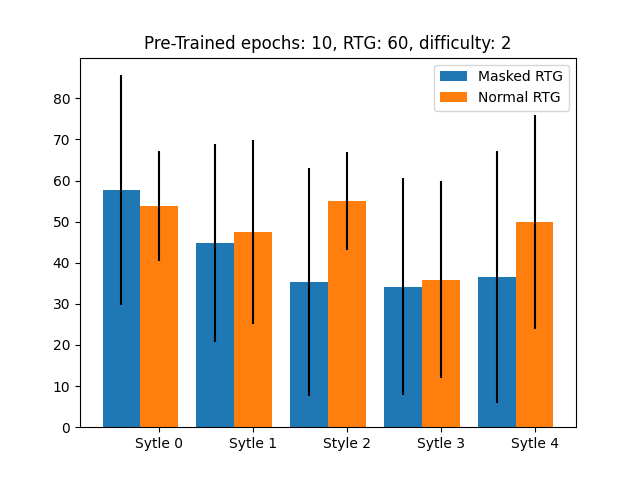 Pre-Trained epochs: 10, RTG: 60, difficulty: 2
Masked RTG
Normal RTG
80
70
60
50
40
30
20
10
0
Sytle 0 Sytle 1 Style 2 Sytle 3 Sytle 4